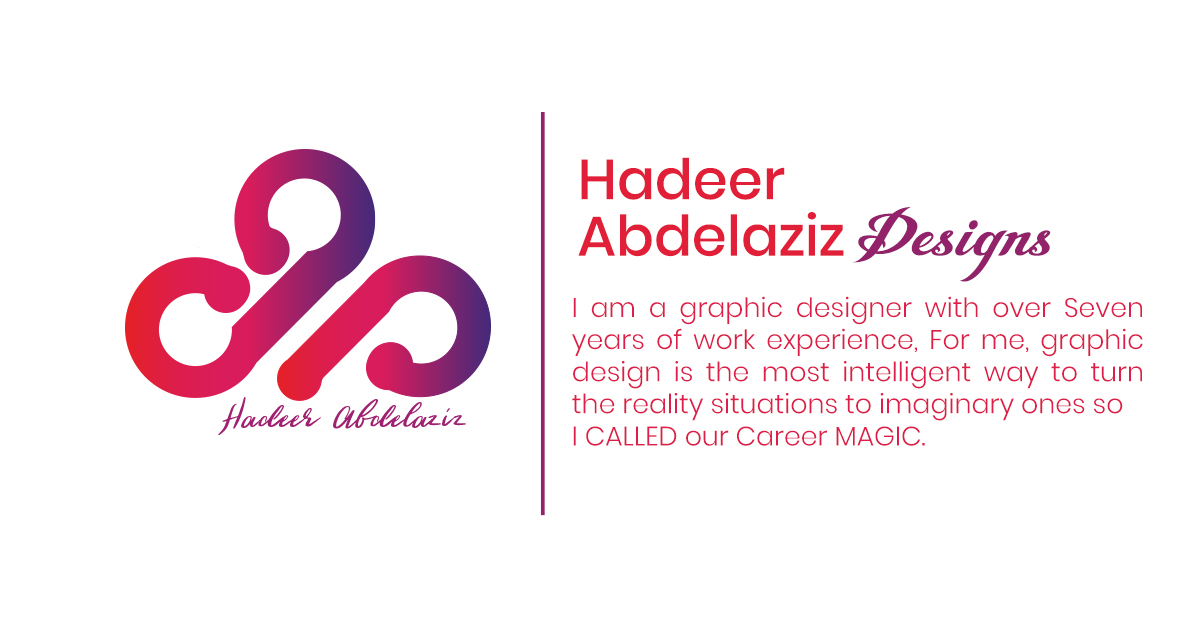 Hadeer Abdelaziz
Hadeer
Abdelaziz Designs
I am a graphic designer with over Seven
years of work experience, For me, graphic
design is the most intelligent way to turn
the reality situations to imaginary ones so
I CALLED our Career MAGIC.